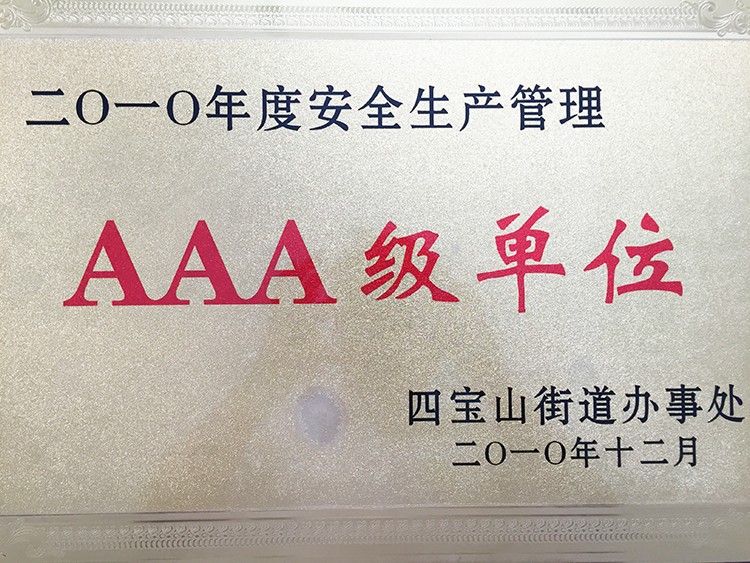 二〇一〇年度安全生产管理
AAA级单位
四宝山街道办事处
二〇一〇年十二月